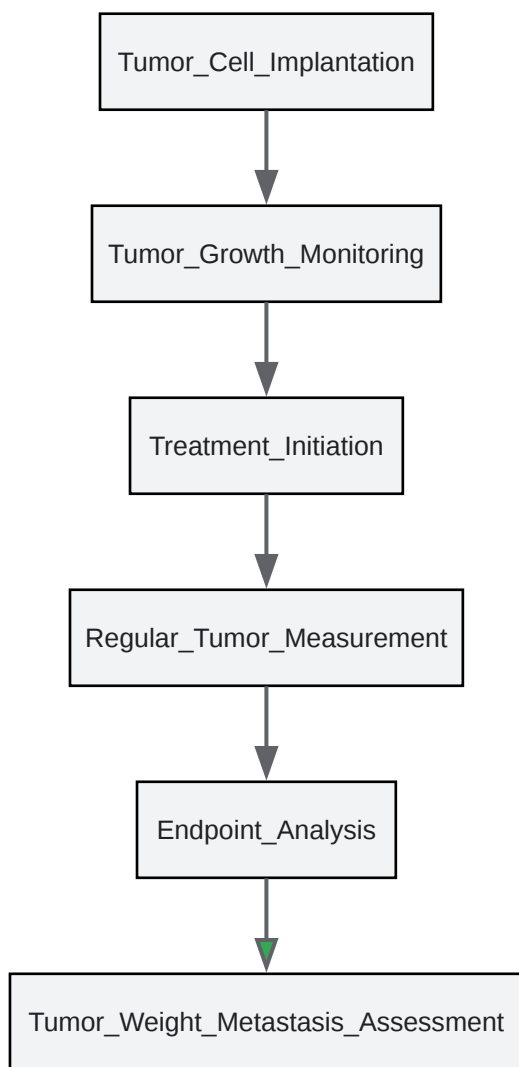 Tumor_Cell_Implantation
Tumor_Growth_Monitoring
Treatment_Initiation
Regular_Tumor_Measurement
Endpoint_Analysis
Tumor_Weight_Metastasis_Assessment